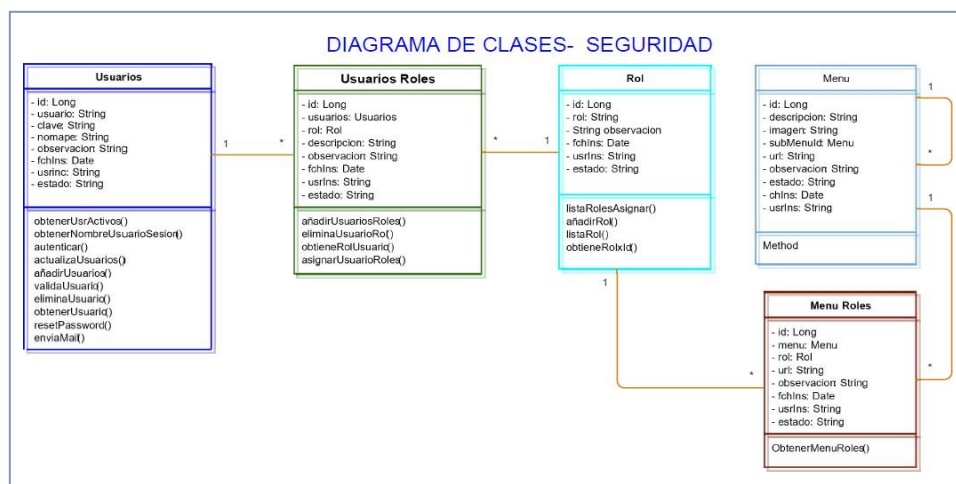 DIAGRAMA DE CLASES- SEGURIDAD
Usuarios
- id: Long
- usuario: String
- clave: String
- nomape: String
- observacion: String
- fchIns: Date
- usrinc: String
- estado: String
obtenerUsrActivos()
obtenerNombreUsuarioSesion()
autenticar()
actualizaUsuarios()
añadirUsuarioa()
validaUsuario()
eliminaUsuario()
obtenerUsuario()
resetPassword()
enviaMail()
1
*
Usuarios Roles
- id: Long
- usuarios: Usuarios
- rol: Rol
- descripcion: String
- observacion: String
- fchIns: Date
- usrIns: String
- estado: String
añadirUsuariosRoles()
eliminaUsuarioRol()
obtieneRolUsuario()
asignarUsuarioRoles()
*
1
Rol
- id: Long
- rol: String
- String observacion
- fchIns: Date
- usrIns: String
- estado: String
listaRolesAsignar()
añadirRol()
listaRol()
obtieneRolxId()
1
*
Menu
- id: Long
- descripcion: String
- imagen: String
- subMenuId: Menu
- url: String
- observacion: String
- estado: String
- chIns: Date
- usrIns: String
Method
1
*
1
*
Menu Roles
- id: Long
- menu: Menu
- rol: Rol
- url: String
- observacion: String
- fchIns: Date
- usrIns: String
- estado: String
ObtenerMenuRoles()